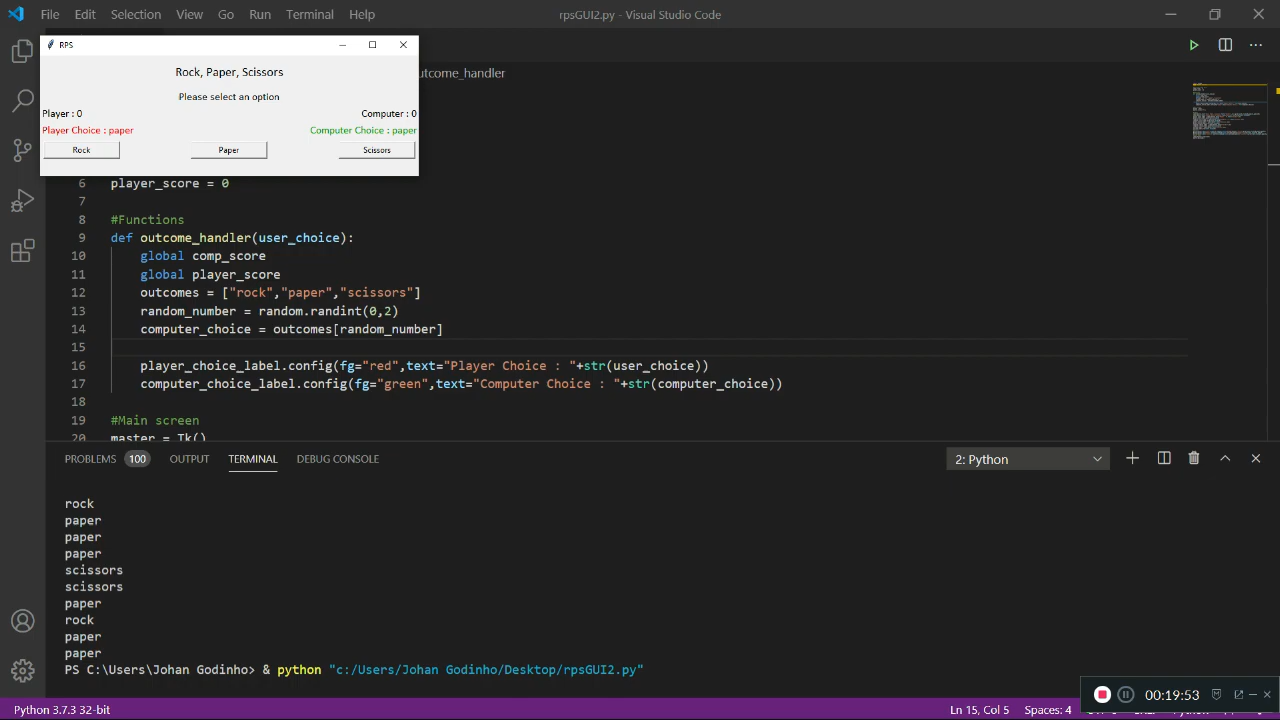 File Edit Selection View Go Run Terminal Help rpsGUI2.py - Visual Studio Code
RPS
Rock, Paper, Scissors
Please select an option
Player : 0 Computer : 0
Player Choice : paper Computer Choice : paper
Rock Paper Scissors
utcome_handler
6 player_score = 0
7
8 #Functions
9 def outcome_handler(user_choice):
10 global comp_score
11 global player_score
12 outcomes = ["rock","paper","scissors"]
13 random_number = random.randint(0,2)
14 computer_choice = outcomes[random_number]
15
16 player_choice_label.config(fg="red",text="Player Choice : "+str(user_choice))
17 computer_choice_label.config(fg="green",text="Computer Choice : "+str(computer_choice))
18
19 #Main screen
20 master = Tk()
PROBLEMS 100 OUTPUT TERMINAL DEBUG CONSOLE 2: Python
rock
paper
paper
paper
scissors
scissors
paper
rock
paper
paper
PS C:\Users\Johan Godinho> & python "c:/Users/Johan Godinho/Desktop/rpsGUI2.py"
00:19:53
Python 3.7.3 32-bit Ln 15, Col 5 Spaces: 4